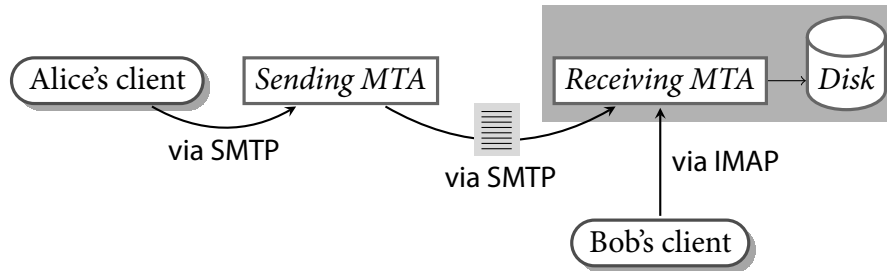 Alice's client
Sending MTA
Receiving MTA
Disk
via SMTP
via SMTP
via IMAP
Bob's client